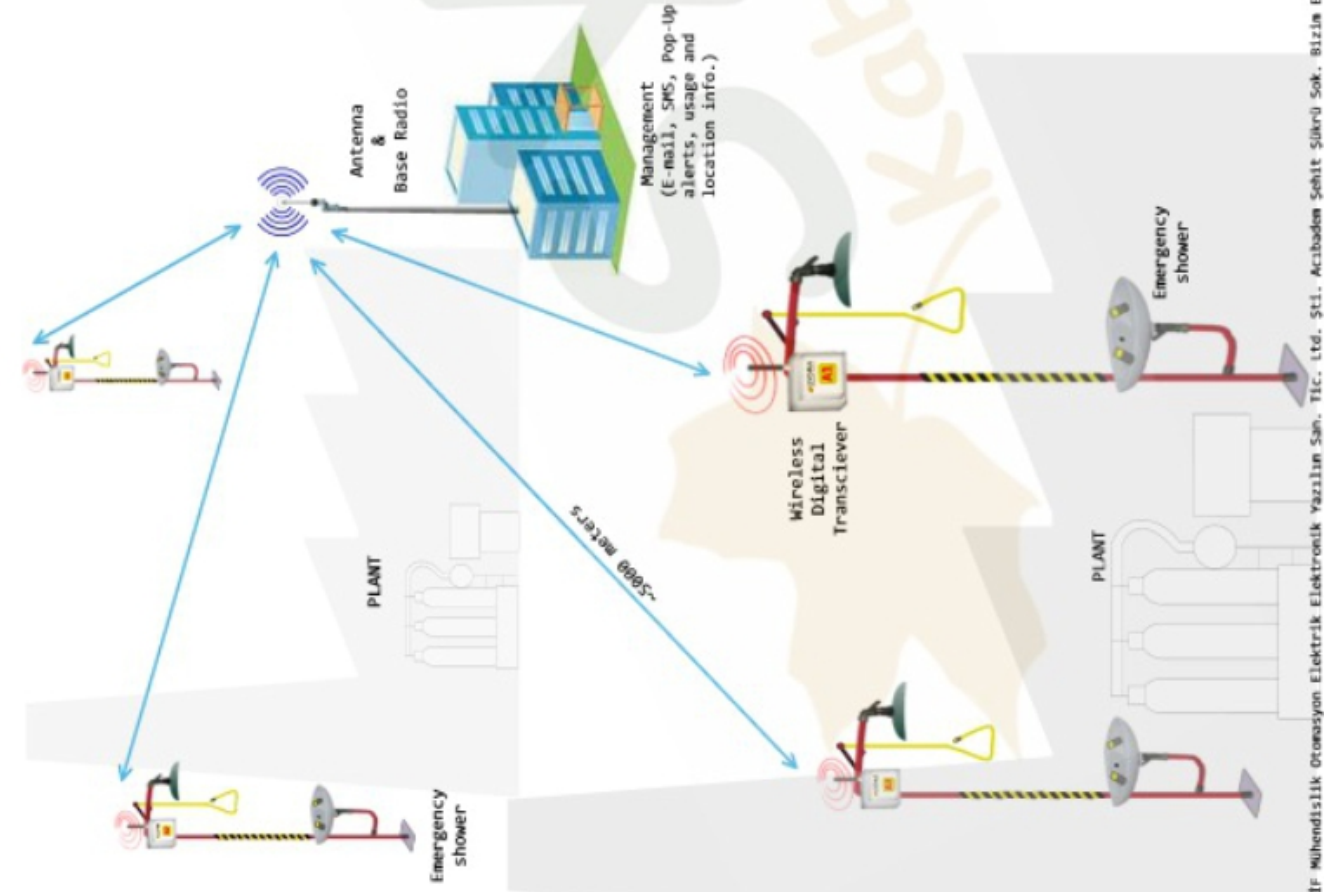 Antenna
&
Base Radio
PLANT
Emergency
shower
~5000 meters
Management
(E-mail, SMS, Pop-Up
alerts, usage and
location info.)
Wireless
Digital
Transciever
PLANT
Emergency
shower
Mühendislik Otomasyon Elektrik Elektronik Yazılım San. Tic. Ltd. Şti. Acıbadem Şehit Şükrü Sok. Bizim